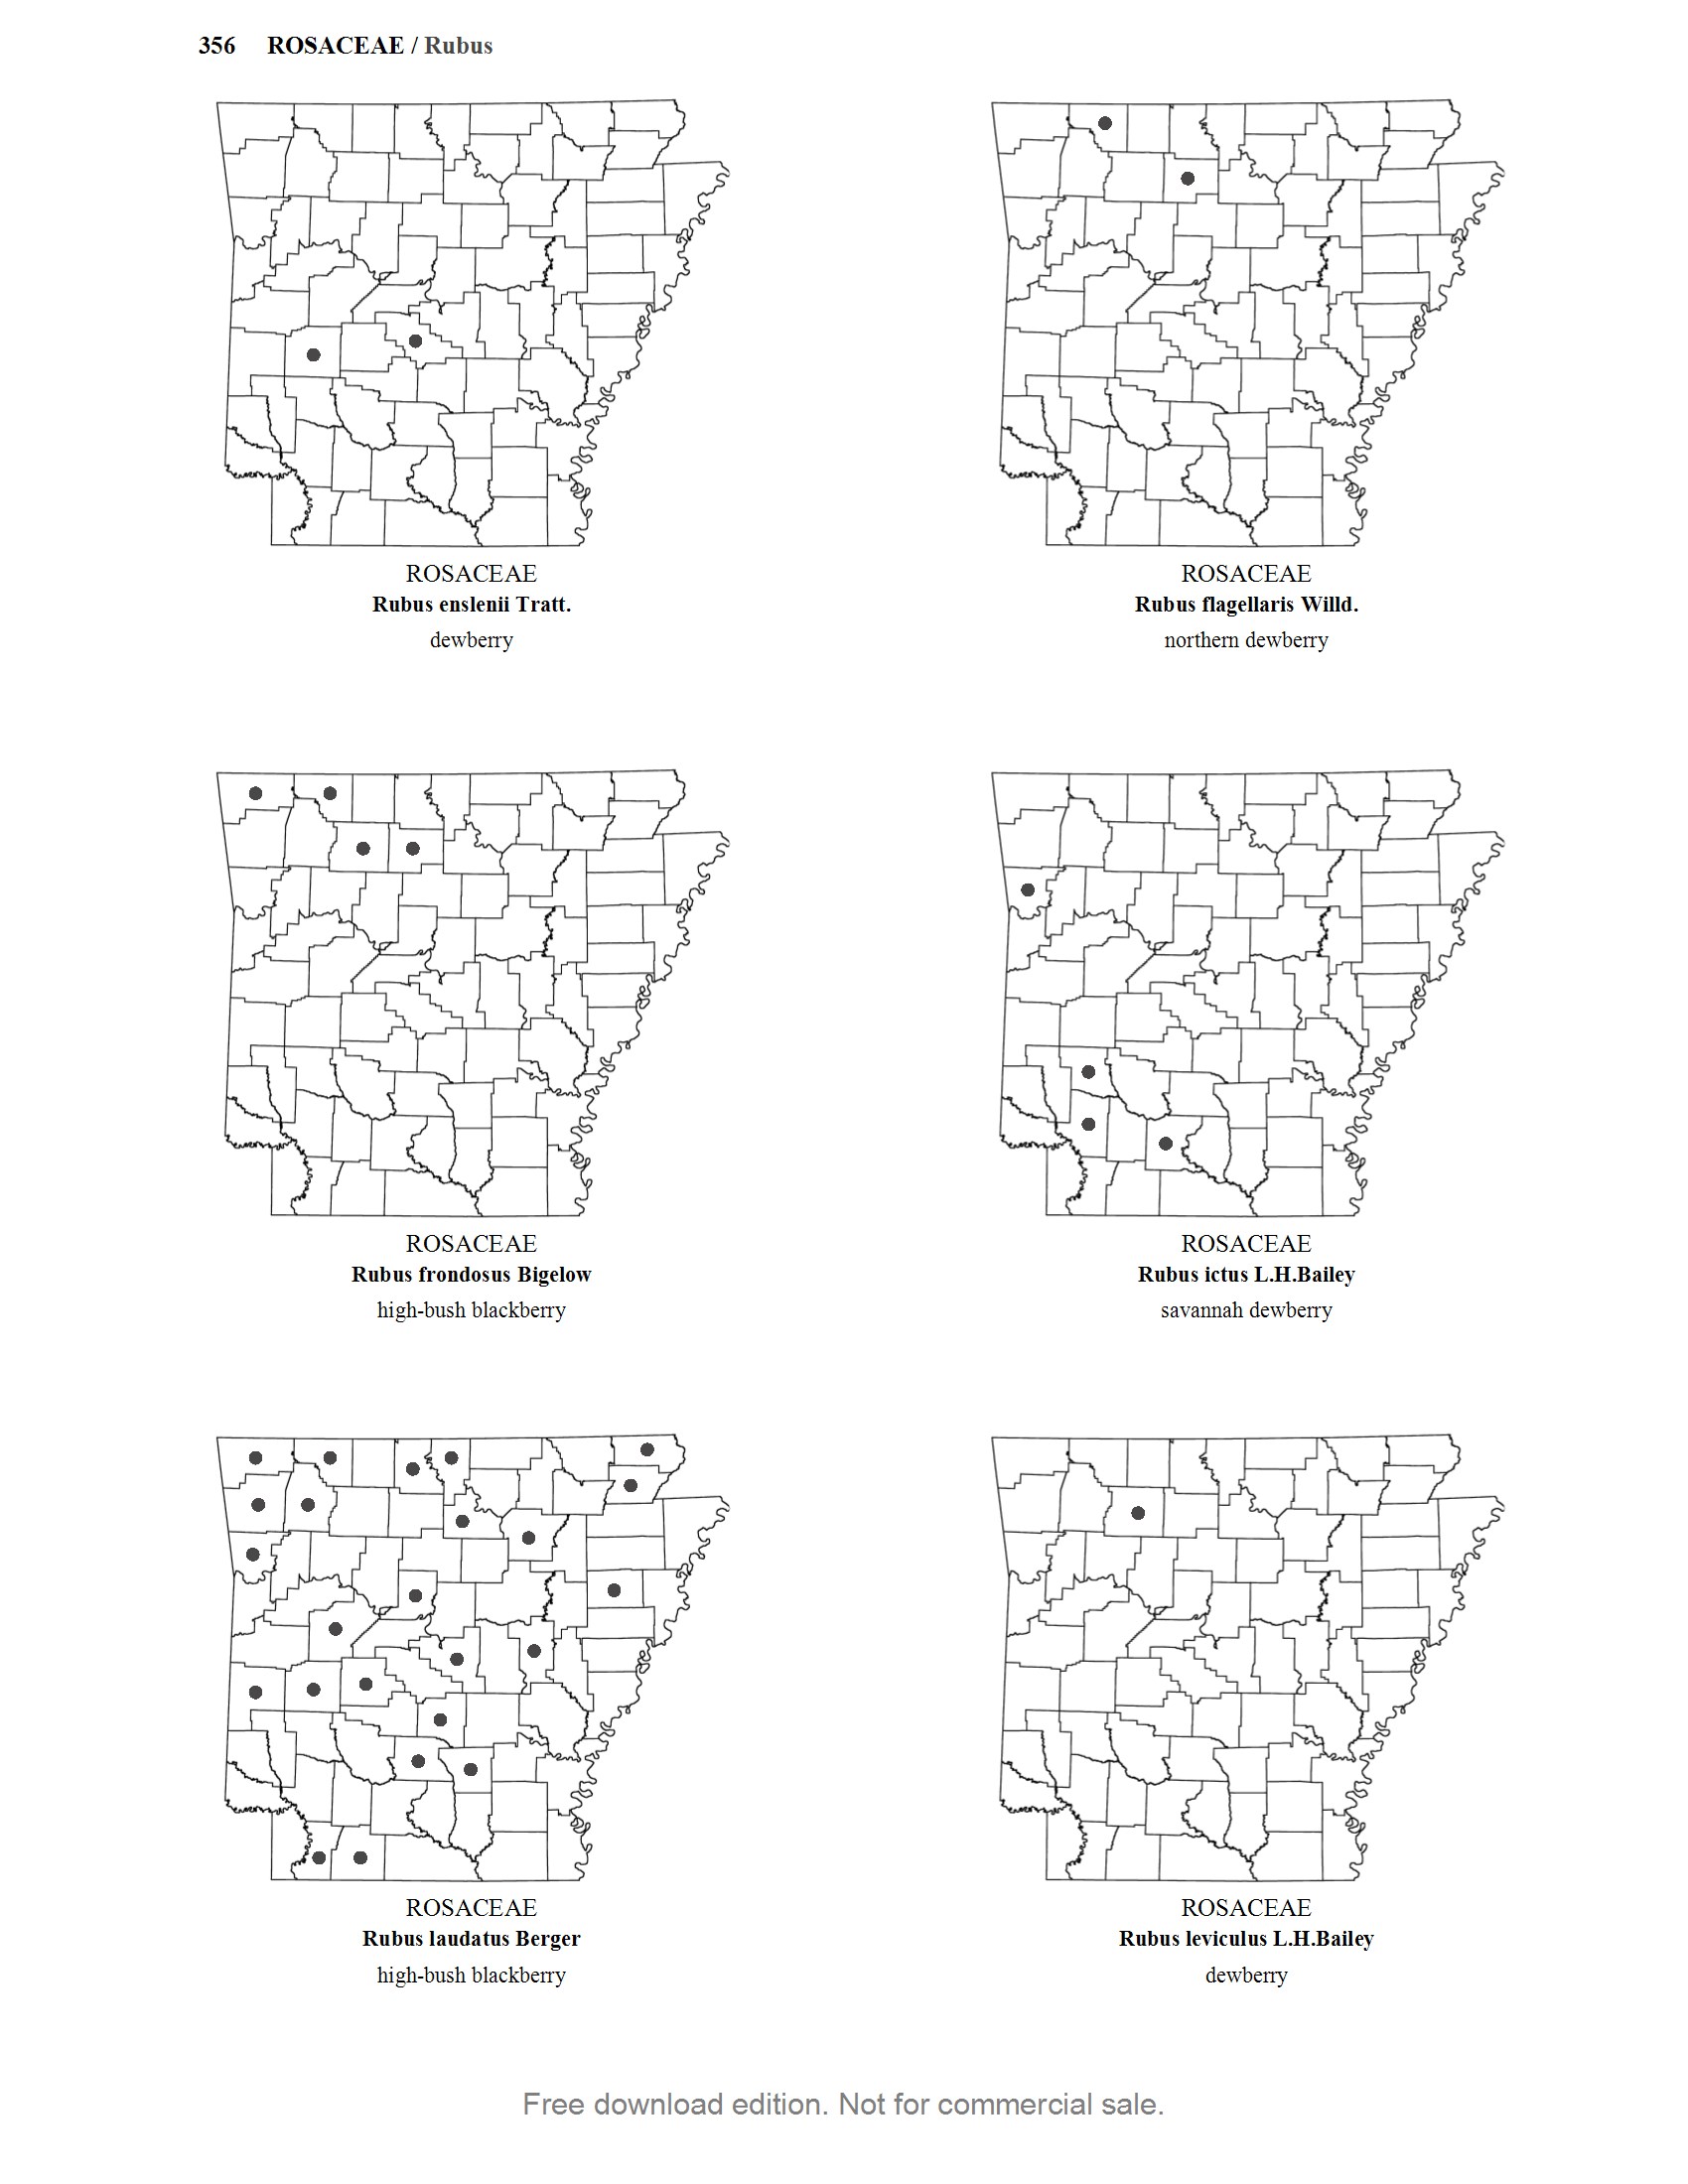 356 ROSACEAE / Rubus
ROSACEAE
Rubus enslenii Tratt.
dewberry
ROSACEAE
Rubus flagellaris Willd.
northern dewberry
ROSACEAE
Rubus frondosus Bigelow
high-bush blackberry
ROSACEAE
Rubus ictus L.H.Bailey
savannah dewberry
ROSACEAE
Rubus laudatus Berger
high-bush blackberry
ROSACEAE
Rubus leviculus L.H.Bailey
dewberry
Free download edition. Not for commercial sale.